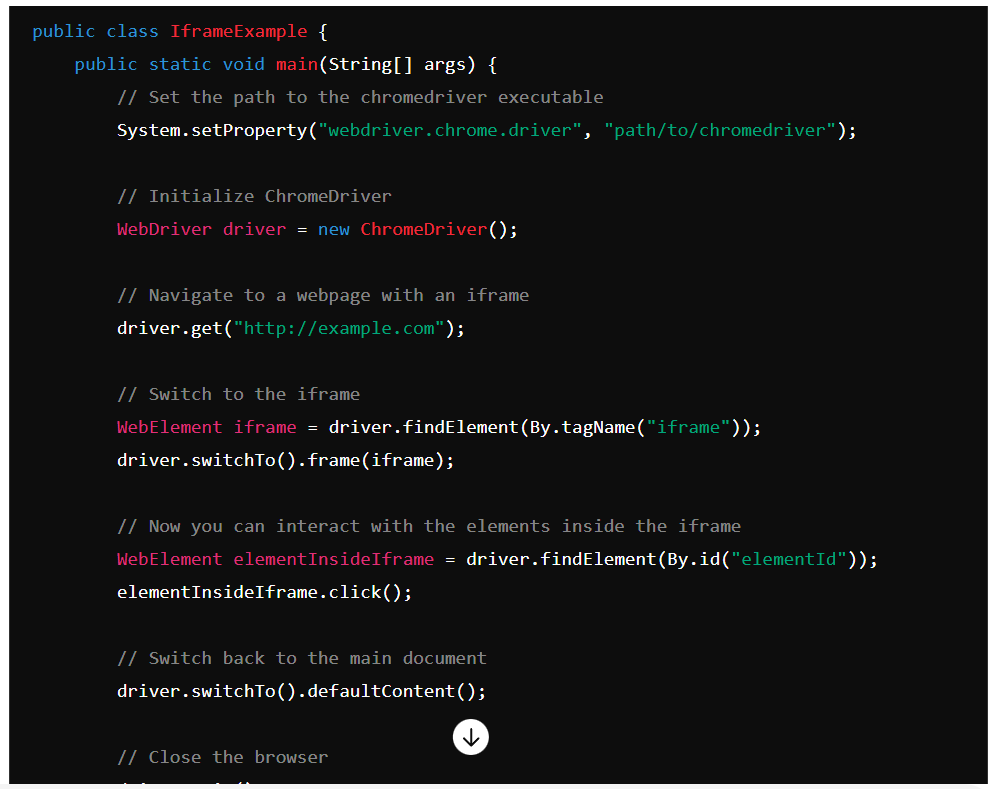 public class IframeExample {
public static void main(String[] args) {
// Set the path to the chromedriver executable
System.setProperty("webdriver.chrome.driver", "path/to/chromedriver");
// Initialize ChromeDriver
WebDriver driver = new ChromeDriver();
// Navigate to a webpage with an iframe
driver.get("http://example.com");
// Switch to the iframe
WebElement iframe = driver.findElement(By.tagName("iframe"));
driver.switchTo().frame(iframe);
// Now you can interact with the elements inside the iframe
WebElement elementInsideIframe = driver.findElement(By.id("elementId"));
elementInsideIframe.click();
// Switch back to the main document
driver.switchTo().defaultContent();
// Close the browser